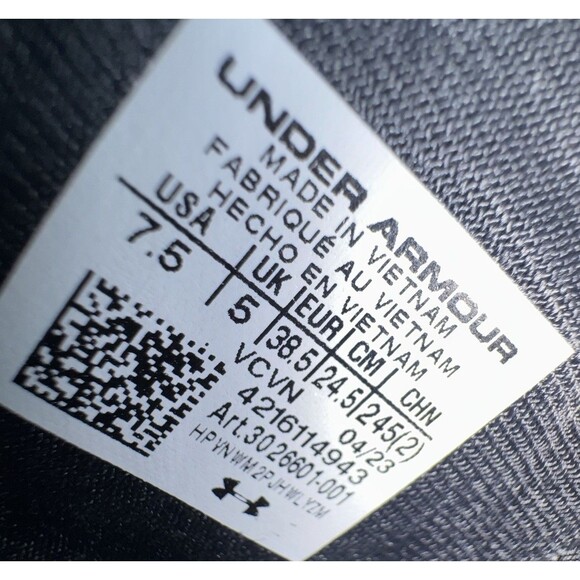 UNDER ARMOUR
MADE IN VIETNAM
FABRIQUÉ AU VIETNAM
HECHO EN VIETNAM
USA UK EUR CM CHN
7.5 5 38.5 24.5 245(2)
VCVN 04/23
4216114943
Art.3026601-001
HPVNWM2PJHWLYZM